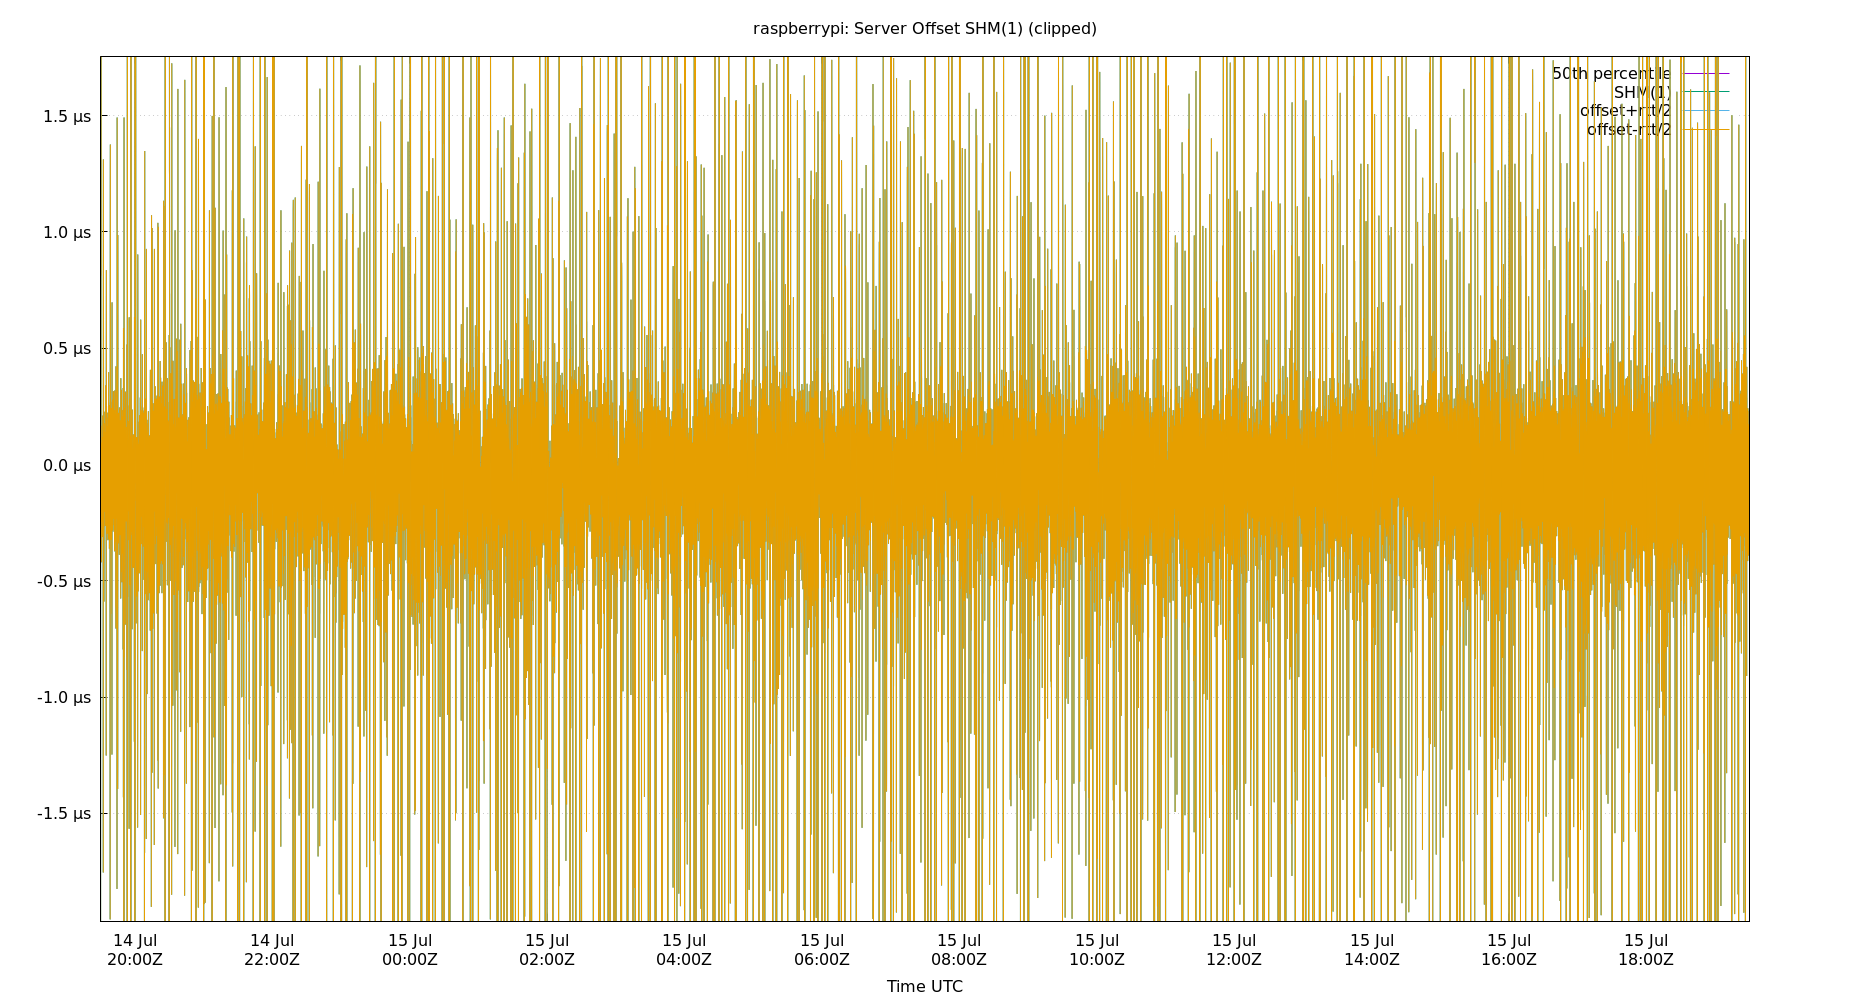 raspberrypi: Server Offset SHM(1) (clipped)
50th percentile
SHM(1)
offset+rtt/2
offset-rtt/2
1.5 µs
1.0 µs
0.5 µs
0.0 µs
-0.5 µs
-1.0 µs
-1.5 µs
14 Jul 14 Jul 15 Jul 15 Jul 15 Jul 15 Jul 15 Jul 15 Jul 15 Jul 15 Jul 15 Jul 15 Jul
20:00Z 22:00Z 00:00Z 02:00Z 04:00Z 06:00Z 08:00Z 10:00Z 12:00Z 14:00Z 16:00Z 18:00Z
Time UTC